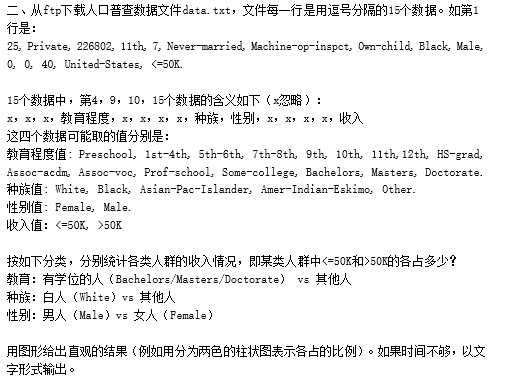 二、从ftp下载人口普查数据文件data.txt，文件每一行是用逗号分隔的15个数据。如第1
行是：
25, Private, 226802, 11th, 7, Never-married, Machine-op-inspct, Own-child, Black, Male,
0, 0, 40, United-States, <=50K.
15个数据中，第4，9，10，15个数据的含义如下（x忽略）：
x，x，x，教育程度，x，x，x，x，种族，性别，x，x，x，x，收入
这四个数据可能取的值分别是：
教育程度值: Preschool, 1st-4th, 5th-6th, 7th-8th, 9th, 10th, 11th,12th, HS-grad,
Assoc-acdm, Assoc-voc, Prof-school, Some-college, Bachelors, Masters, Doctorate.
种族值: White, Black, Asian-Pac-Islander, Amer-Indian-Eskimo, Other.
性别值: Female, Male.
收入值：<=50K, >50K
按如下分类，分别统计各类人群的收入情况，即某类人群中<=50K和>50K的各占多少？
教育：有学位的人（Bachelors/Masters/Doctorate） vs 其他人
种族：白人（White）vs 其他人
性别：男人（Male）vs 女人（Female）
用图形给出直观的结果（例如用分为两色的柱状图表示各占的比例）。如果时间不够，以文
字形式输出。